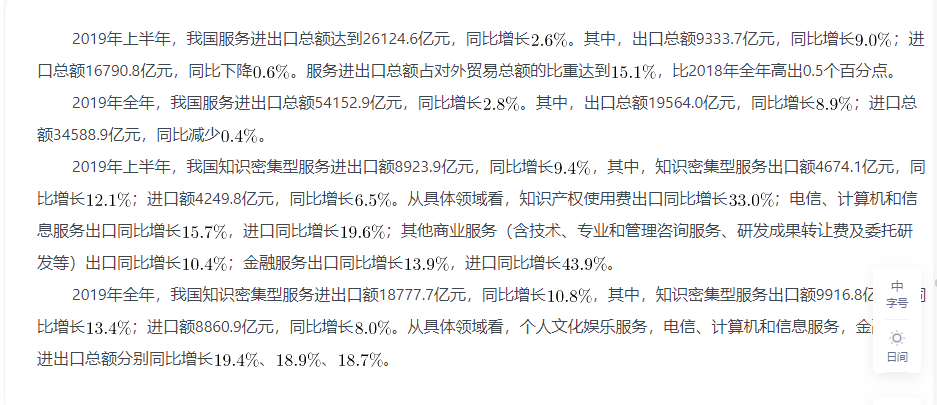 2019年上半年，我国服务进出口总额达到26124.6亿元，同比增长2.6%。其中，出口总额9333.7亿元，同比增长9.0%；进
口总额16790.8亿元，同比下降0.6%。服务进出口总额占对外贸易总额的比重达到15.1%，比2018年全年高出0.5个百分点。
2019年全年，我国服务进出口总额54152.9亿元，同比增长2.8%。其中，出口总额19564.0亿元，同比增长8.9%；进口总
额34588.9亿元，同比减少0.4%。
2019年上半年，我国知识密集型服务进出口额8923.9亿元，同比增长9.4%，其中，知识密集型服务出口额4674.1亿元，同
比增长12.1%；进口额4249.8亿元，同比增长6.5%。从具体领域看，知识产权使用费出口同比增长33.0%；电信、计算机和信
息服务出口同比增长15.7%，进口同比增长19.6%；其他商业服务（含技术、专业和管理咨询服务、研发成果转让费及委托研
发等）出口同比增长10.4%；金融服务出口同比增长13.9%，进口同比增长43.9%。
2019年全年，我国知识密集型服务进出口额18777.7亿元，同比增长10.8%，其中，知识密集型服务出口额9916.8亿 同
比增长13.4%；进口额8860.9亿元，同比增长8.0%。从具体领域看，个人文化娱乐服务，电信、计算机和信息服务，金
进出口总额分别同比增长19.4%、18.9%、18.7%。
中
字号
日间